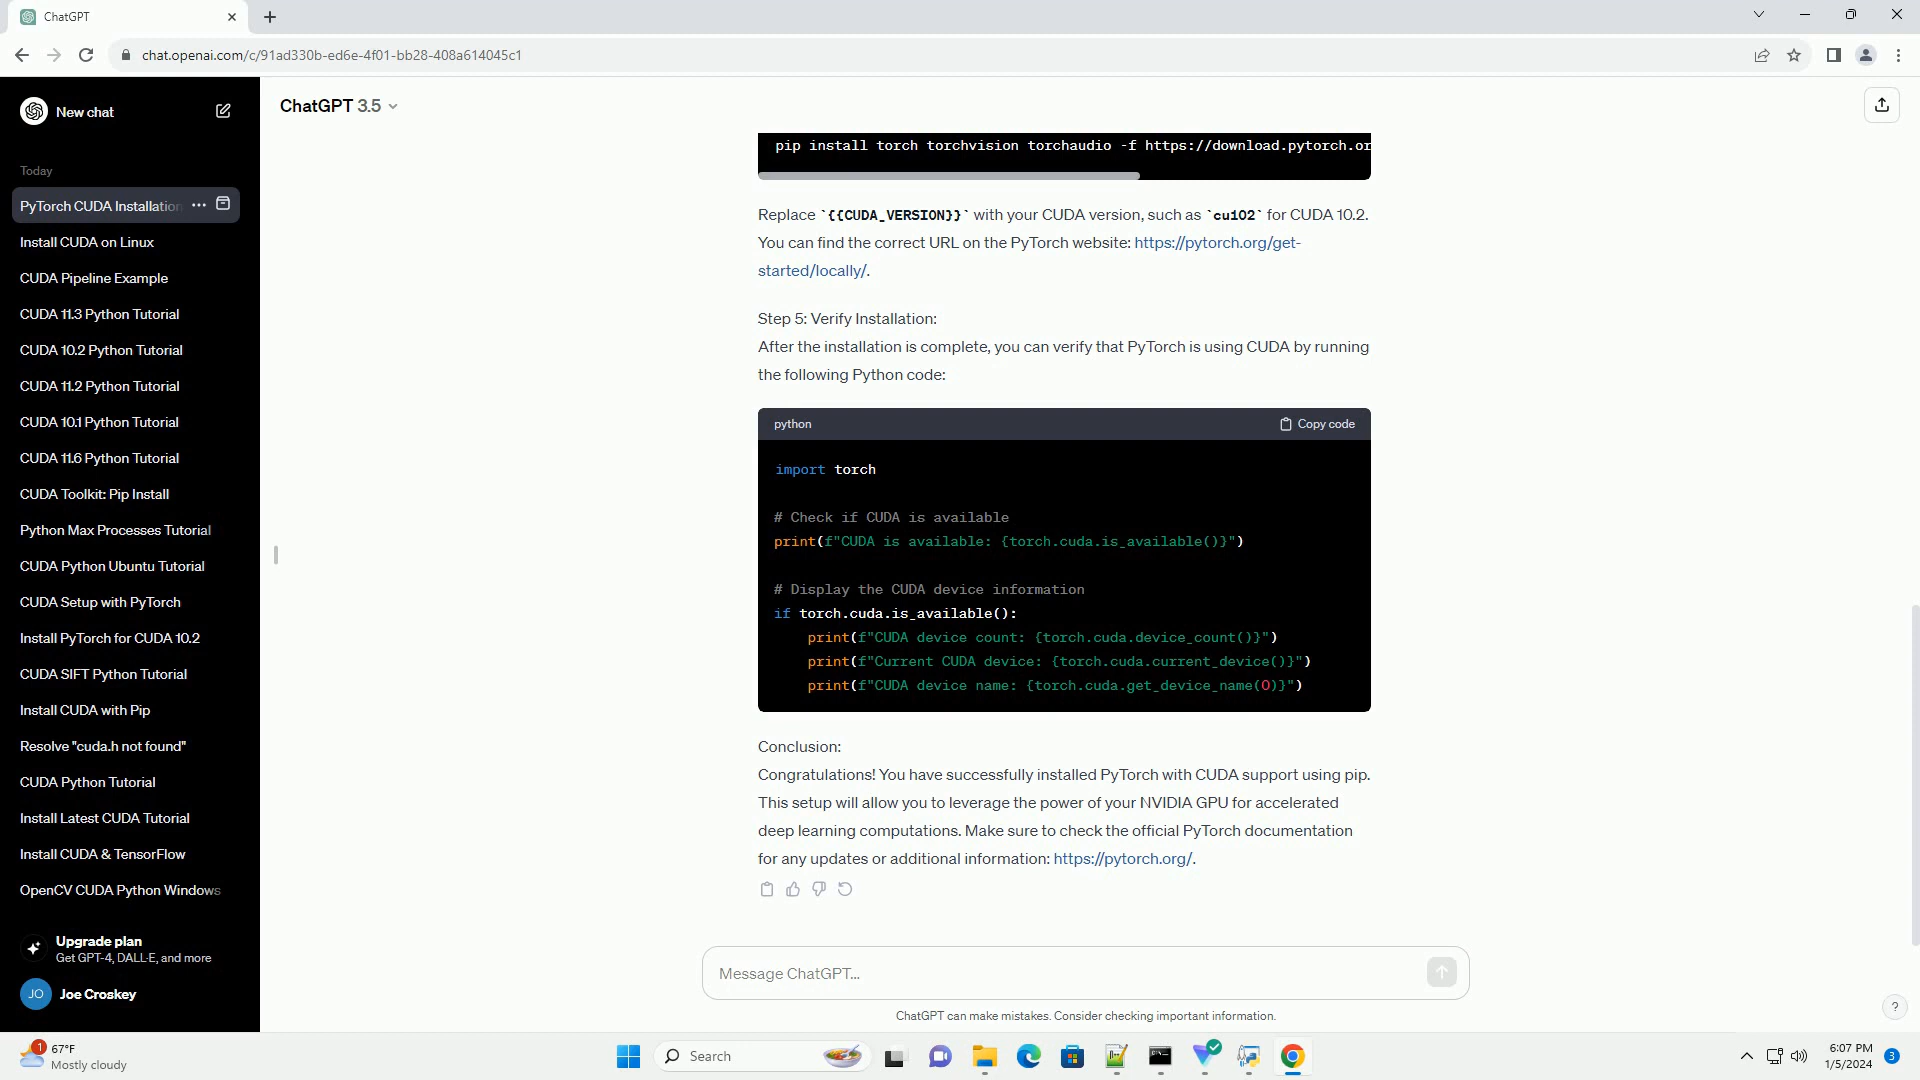 ChatGPT
chat.openai.com/c/91ad330b-ed6e-4f01-bb28-408a614045c1
New chat
ChatGPT 3.5
Today
PyTorch CUDA Installation
Install CUDA on Linux
CUDA Pipeline Example
CUDA 11.3 Python Tutorial
CUDA 10.2 Python Tutorial
CUDA 11.2 Python Tutorial
CUDA 10.1 Python Tutorial
CUDA 11.6 Python Tutorial
CUDA Toolkit: Pip Install
Python Max Processes Tutorial
CUDA Python Ubuntu Tutorial
CUDA Setup with PyTorch
Install PyTorch for CUDA 10.2
CUDA SIFT Python Tutorial
Install CUDA with Pip
Resolve "cuda.h not found"
CUDA Python Tutorial
Install Latest CUDA Tutorial
Install CUDA & TensorFlow
OpenCV CUDA Python Windows
Upgrade plan
Get GPT-4, DALL·E, and more
JO Joe Croskey
pip install torch torchvision torchaudio -f https://download.pytorch.or
Replace `{{CUDA_VERSION}}` with your CUDA version, such as `cu102` for CUDA 10.2.
You can find the correct URL on the PyTorch website: https://pytorch.org/get-
started/locally/.
Step 5: Verify Installation:
After the installation is complete, you can verify that PyTorch is using CUDA by running
the following Python code:
python Copy code
import torch
# Check if CUDA is available
print(f"CUDA is available: {torch.cuda.is_available()}")
# Display the CUDA device information
if torch.cuda.is_available():
print(f"CUDA device count: {torch.cuda.device_count()}")
print(f"Current CUDA device: {torch.cuda.current_device()}")
print(f"CUDA device name: {torch.cuda.get_device_name(0)}")
Conclusion:
Congratulations! You have successfully installed PyTorch with CUDA support using pip.
This setup will allow you to leverage the power of your NVIDIA GPU for accelerated
deep learning computations. Make sure to check the official PyTorch documentation
for any updates or additional information: https://pytorch.org/.
Message ChatGPT...
ChatGPT can make mistakes. Consider checking important information.
?
1
67°F
Mostly cloudy
Search
6:07 PM
1/5/2024
3